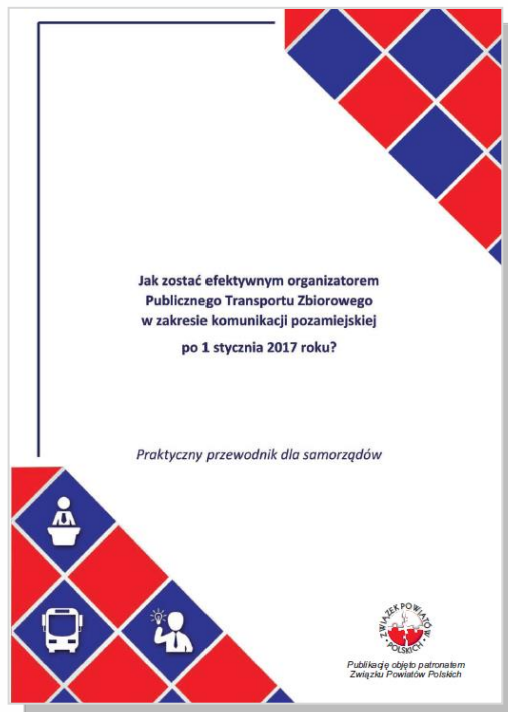 Jak zostać efektywnym organizatorem
Publicznego Transportu Zbiorowego
w zakresie komunikacji pozamiejskiej
po 1 stycznia 2017 roku?
Praktyczny przewodnik dla samorządów
ZWIĄZEK POWIATÓW
POLSKICH
Publikację objęto patronatem
Związku Powiatów Polskich